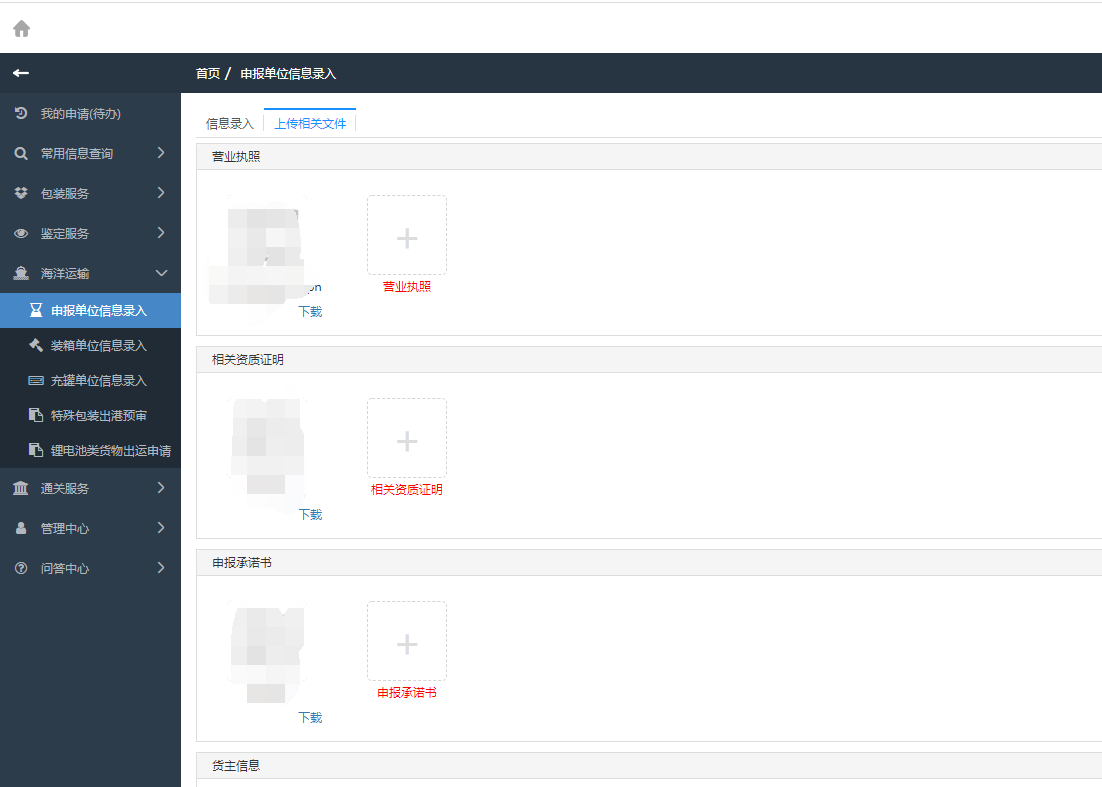 首页 / 申报单位信息录入
我的申请(待办)
常用信息查询
包装服务
鉴定服务
海洋运输
申报单位信息录入
装箱单位信息录入
充罐单位信息录入
特殊包装出港预审
锂电池类货物出运申请
通关服务
管理中心
问答中心
信息录入
上传相关文件
营业执照
营业执照
下载
相关资质证明
相关资质证明
下载
申报承诺书
申报承诺书
下载
货主信息